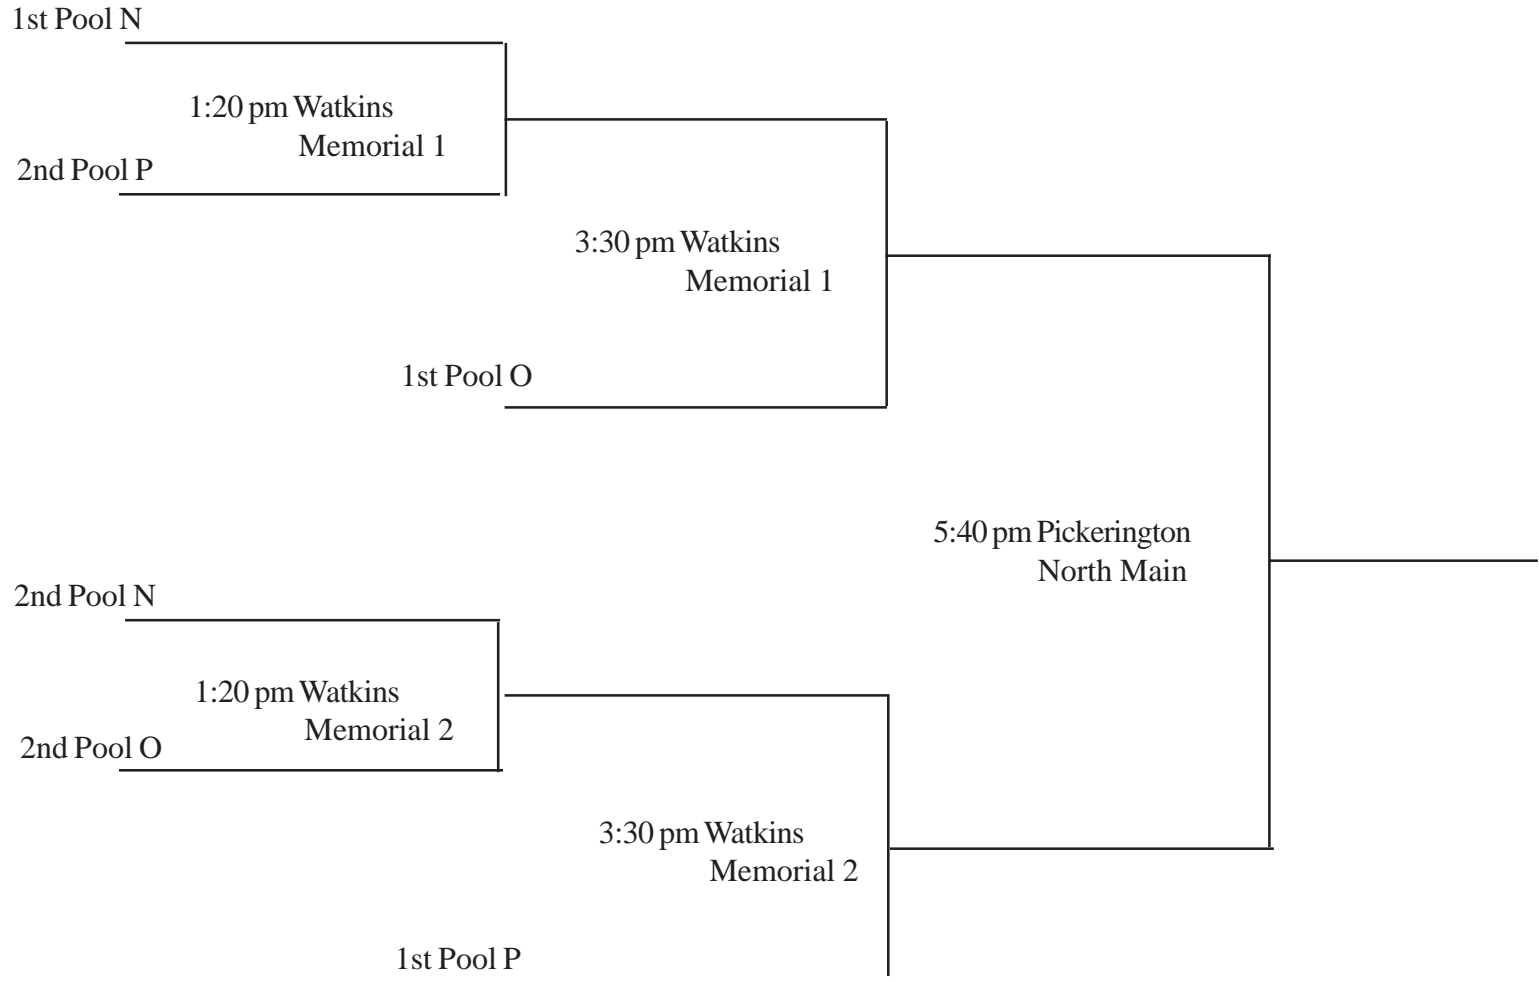 1st Pool N
1:20 pm Watkins
Memorial 1
2nd Pool P
3:30 pm Watkins
Memorial 1
1st Pool O
5:40 pm Pickerington
North Main
2nd Pool N
1:20 pm Watkins
Memorial 2
2nd Pool O
3:30 pm Watkins
Memorial 2
1st Pool P